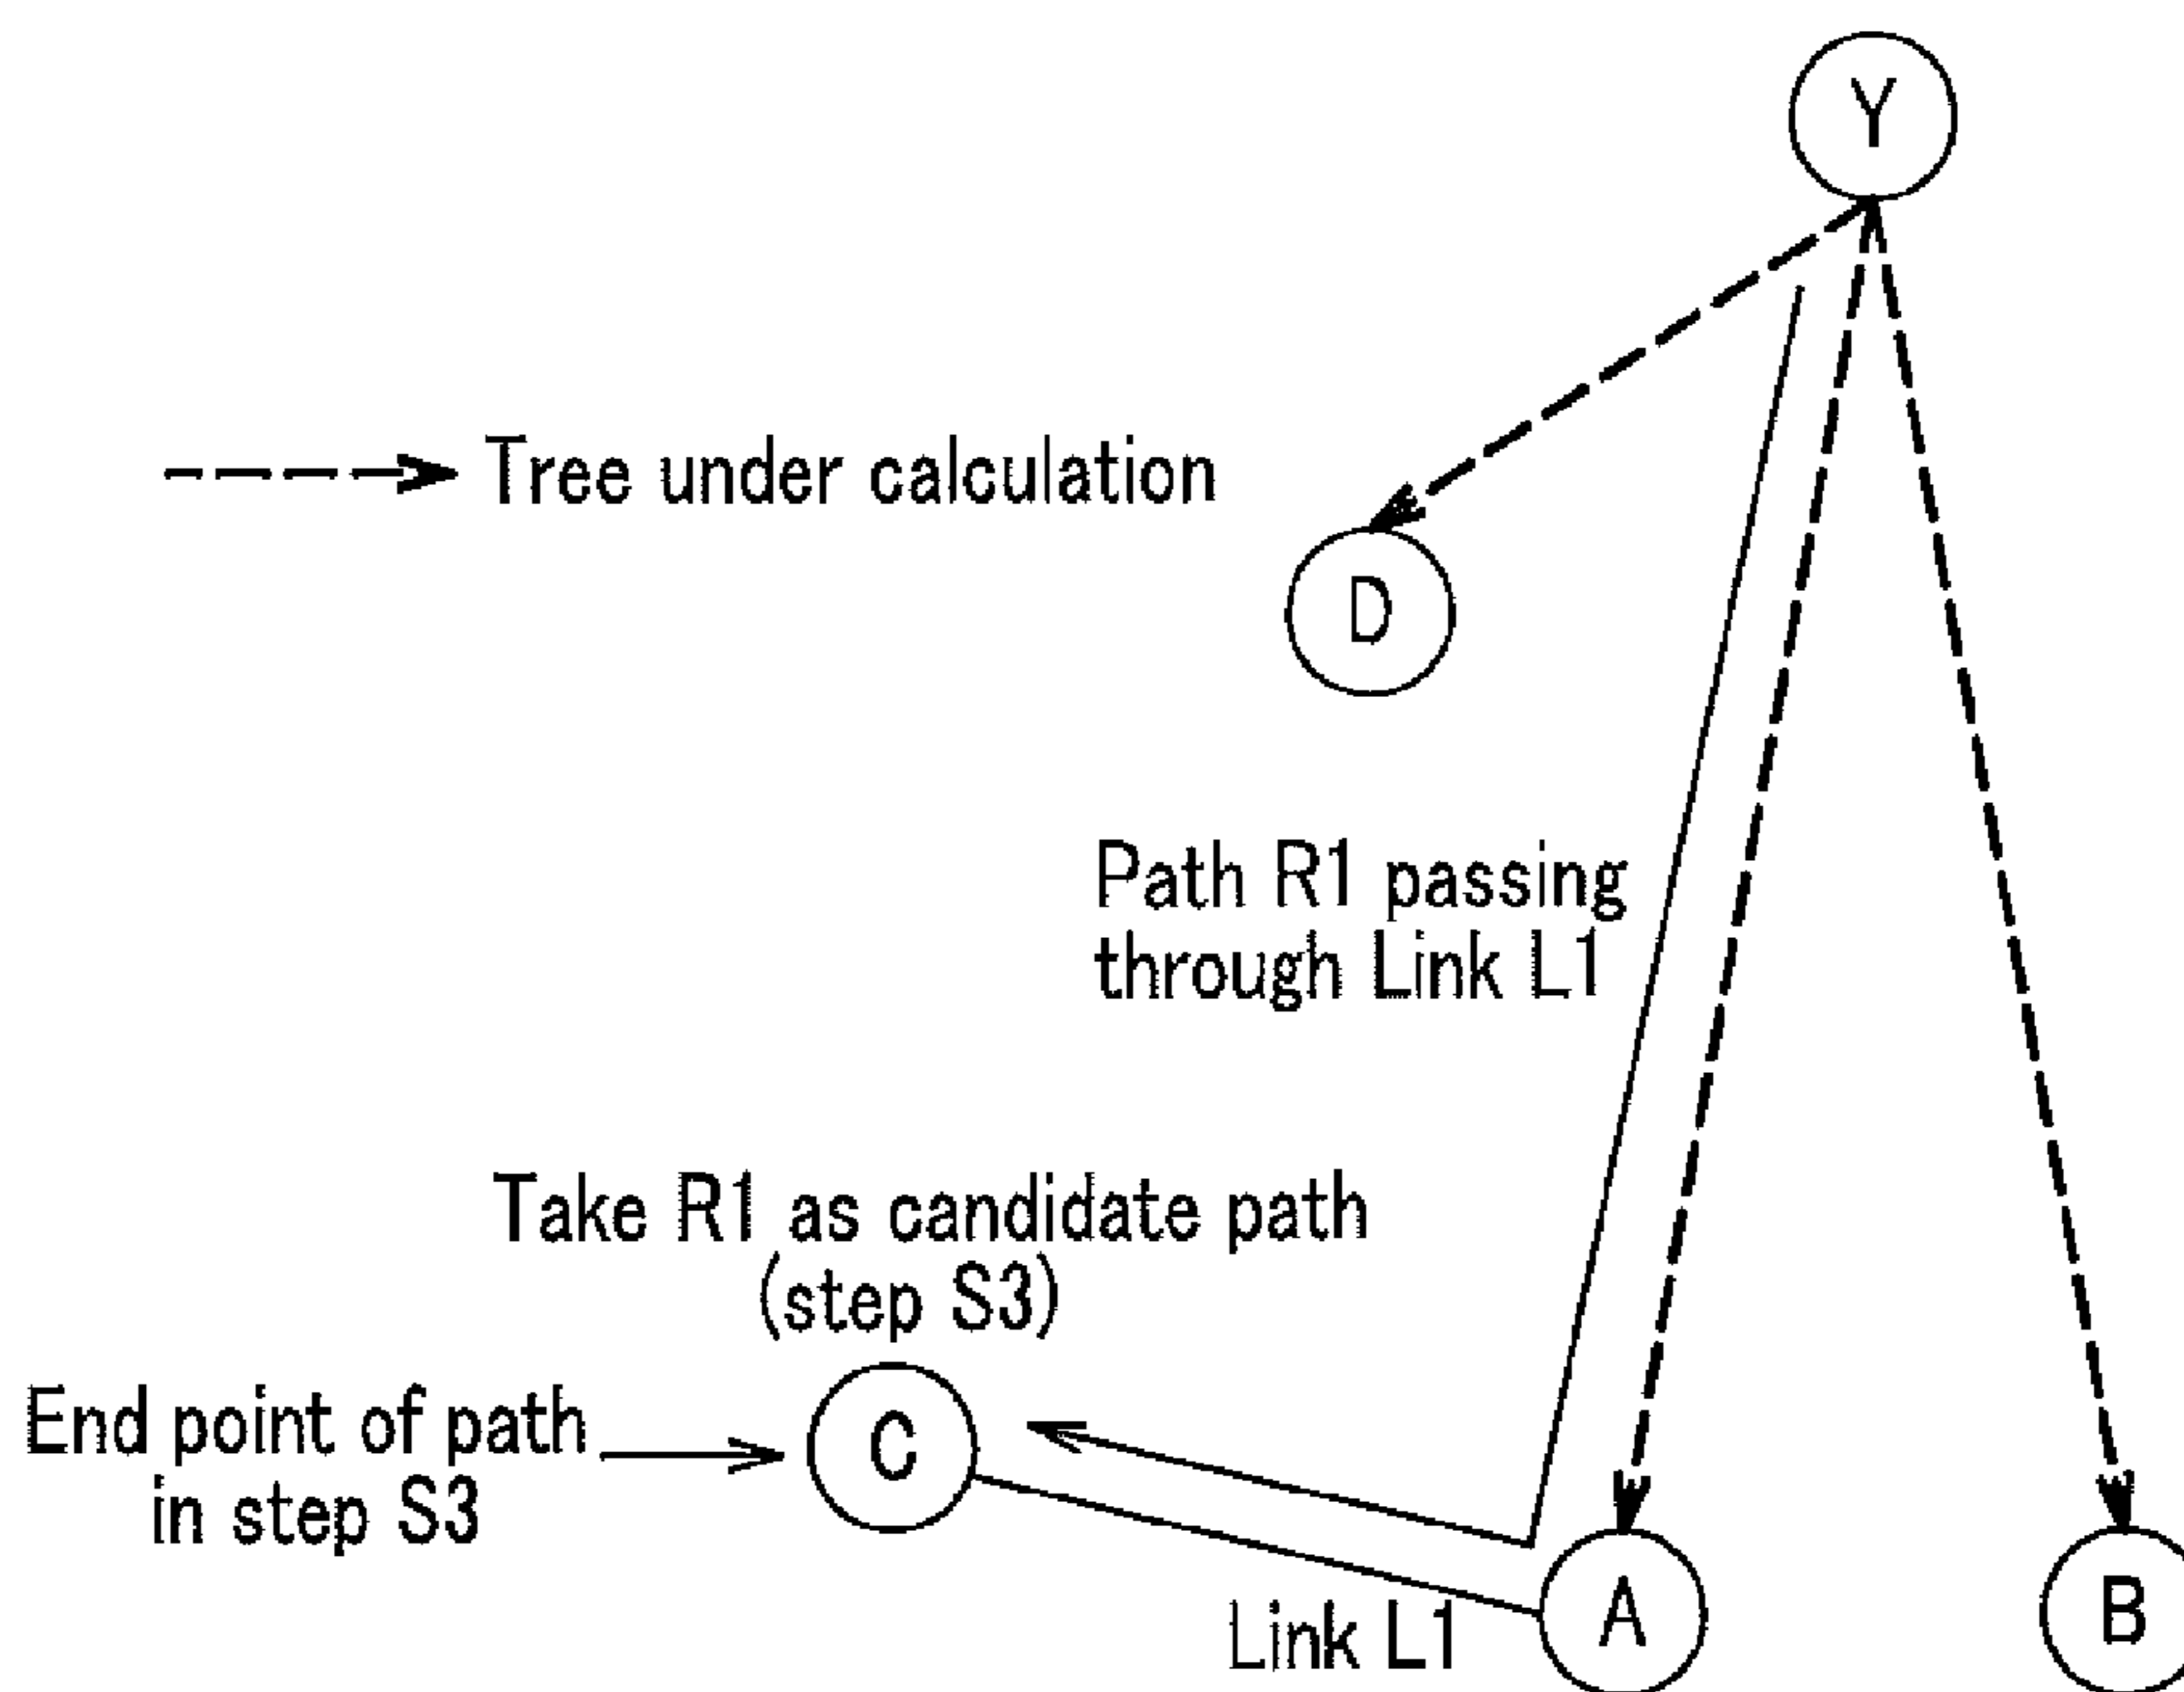 Y
Tree under calculation
D
Path R1 passing
through Link L1
Take R1 as candidate path
(step S3)
End point of path
in step S3
C
Link L1
A
B